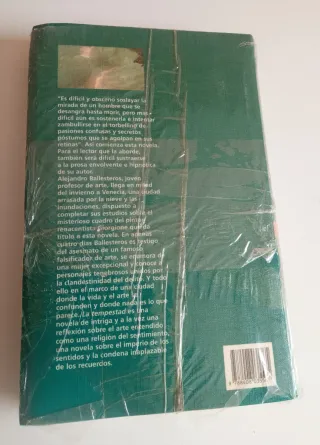 "Es difícil y obsceno soslayar la
mirada de un hombre que se
desangra hasta morir, pero más
difícil aún es sostenerla e intentar
zambullirse en el torbellino de
pasiones confusas y secretos
póstumos que se agolpan en sus
retinas". Así comienza esta novela.
Para el lector que la aborde,
también será difícil sustraerse
a la prosa envolvente e hipnótica
de su autor.
Alejandro Ballesteros, joven
profesor de arte, llega en mitad
del invierno a Venecia, una ciudad
arrasada por la nieve y las
inundaciones, dispuesto a
completar sus estudios sobre el
misterioso cuadro del pintor
renacentista Giorgione que da
título a esta novela. En apenas
cuatro días Ballesteros es testigo
del asesinato de un famoso
falsificador de arte, se enamora de
una mujer excepcional y conoce a
personajes tenebrosos unidos por
la clandestinidad del delito. Y todo
ello en el marco de una ciudad
donde la vida y el arte se
confunden y donde nada es lo que
parece. La tempestad es una
novela de intriga y a la vez una
reflexión sobre el arte entendido
como una religión del sentimiento,
una novela sobre el imperio de los
sentidos y la condena inaplazable
de los recuerdos.